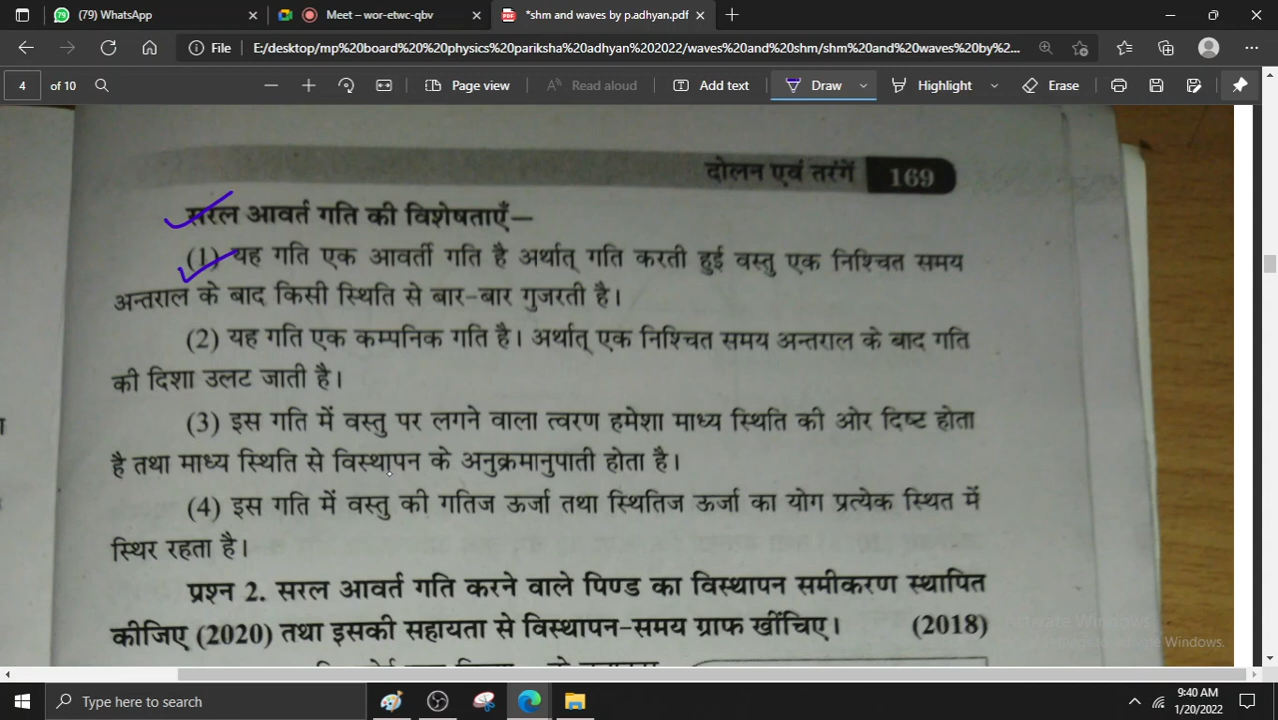 (79) WhatsApp
Meet – wor-etwc-qbv
*shm and waves by p.adhyan.pdf
File
E:/desktop/mp%20board%20%20physics%20pariksha%20adhyan%202022/waves%20and%20shm/shm%20and%20waves%20by%2...
4 of 10
Page view
Read aloud
Add text
Draw
Highlight
Erase
दोलन एवं तरंगें 169
सरल आवर्त गति की विशेषताएँ—
(1) यह गति एक आवर्ती गति है अर्थात् गति करती हुई वस्तु एक निश्चित समय
अन्तराल के बाद किसी स्थिति से बार-बार गुजरती है।
(2) यह गति एक कम्पनिक गति है। अर्थात् एक निश्चित समय अन्तराल के बाद गति
की दिशा उलट जाती है।
(3) इस गति में वस्तु पर लगने वाला त्वरण हमेशा माध्य स्थिति की ओर दिष्ट होता
है तथा माध्य स्थिति से विस्थापन के अनुक्रमानुपाती होता है।
(4) इस गति में वस्तु की गतिज ऊर्जा तथा स्थितिज ऊर्जा का योग प्रत्येक स्थित में
स्थिर रहता है।
प्रश्न 2. सरल आवर्त गति करने वाले पिण्ड का विस्थापन समीकरण स्थापित
कीजिए (2020) तथा इसकी सहायता से विस्थापन-समय ग्राफ खींचिए। (2018)
Activate Windows
Windows.
Type here to search
9:40 AM
1/20/2022